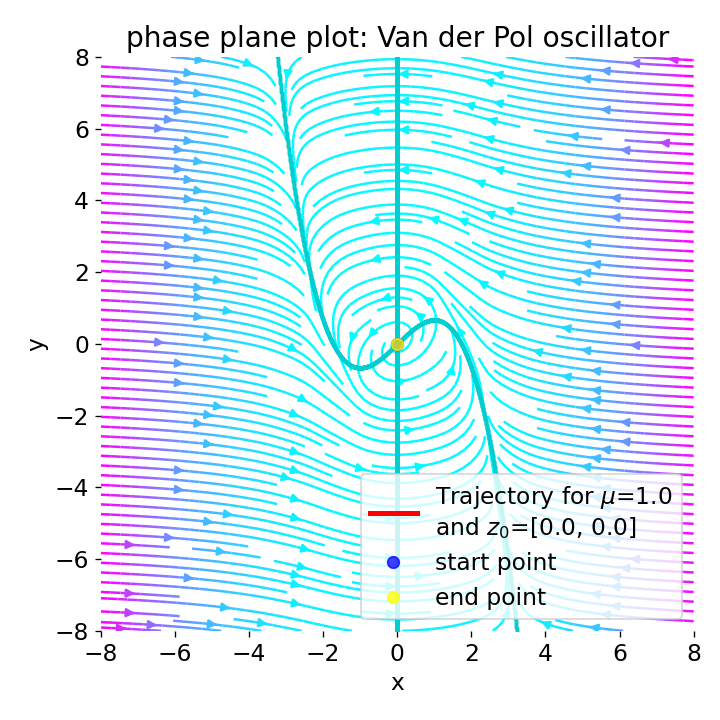 phase plane plot: Van der Pol oscillator
8
6
4
2
0
−2
−4
−6
−8
y
Trajectory for μ=1.0
and z₀=[0.0, 0.0]
start point
end point
−8 −6 −4 −2 0 2 4 6 8
x